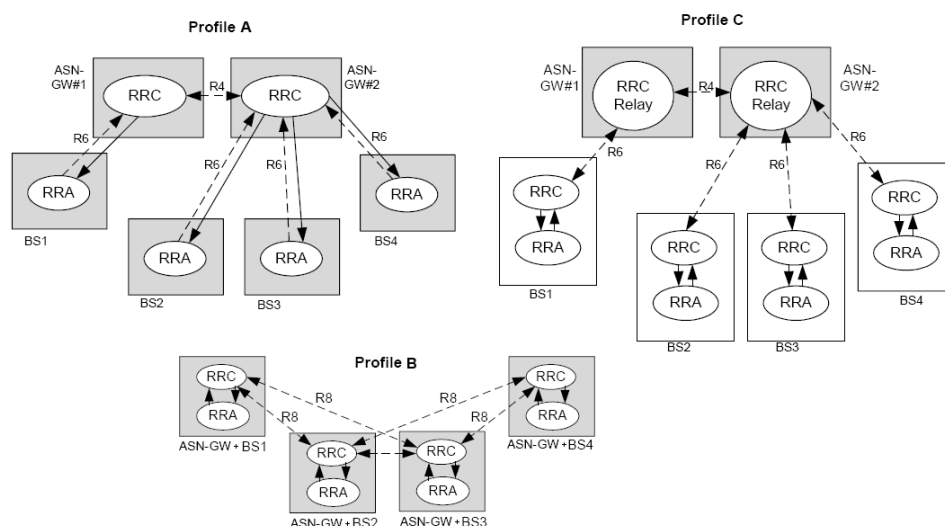 Profile A
ASN-
GW#1
RRC
R4
RRC
ASN-
GW#2
R6
R6
R6
R6
RRA
BS1
RRA
BS2
RRA
BS3
RRA
BS4
Profile C
ASN-
GW#1
RRC
Relay
R4
RRC
Relay
ASN-
GW#2
R6
R6
R6
R6
RRC
RRA
BS1
RRC
RRA
BS2
RRC
RRA
BS3
RRC
RRA
BS4
Profile B
RRC
RRA
ASN-GW+BS1
R8
R8
R8
R8
RRC
RRA
ASN-GW+BS2
RRC
RRA
ASN-GW+BS3
RRC
RRA
ASN-GW+BS4